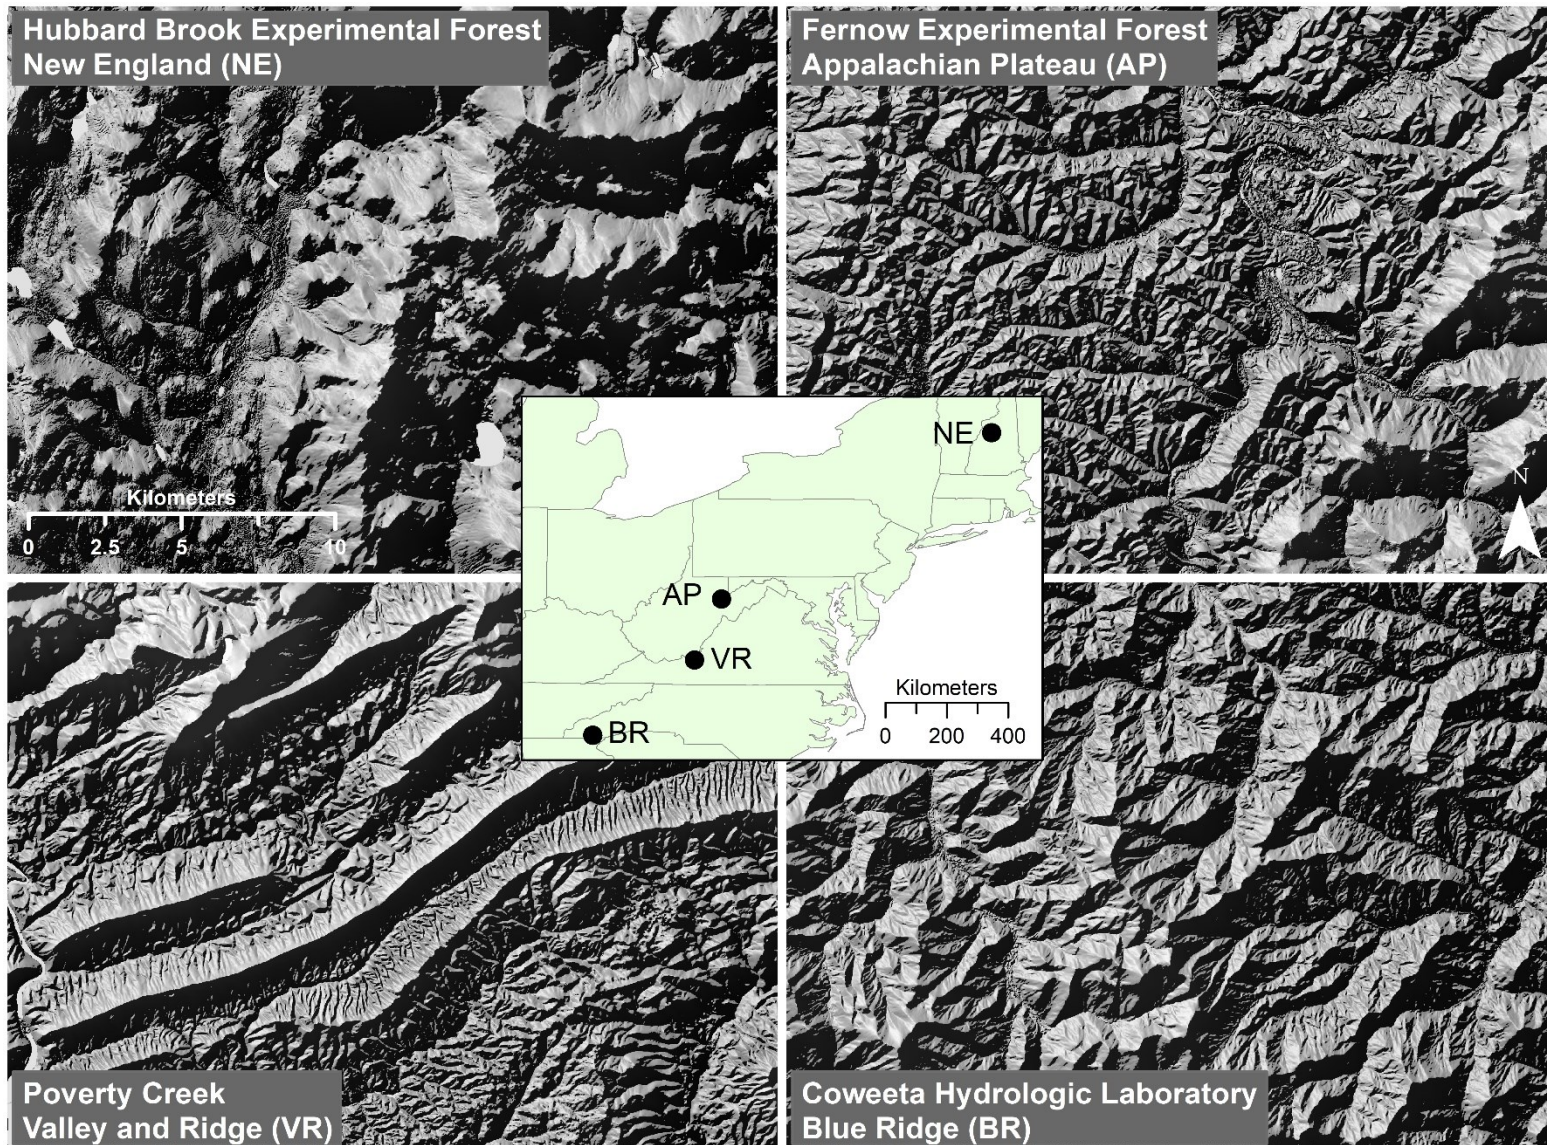 Hubbard Brook Experimental Forest
New England (NE)
Fernow Experimental Forest
Appalachian Plateau (AP)
Kilometers
0 2.5 5 10
N
NE
AP
VR
BR
Kilometers
0 200 400
Poverty Creek
Valley and Ridge (VR)
Coweeta Hydrologic Laboratory
Blue Ridge (BR)